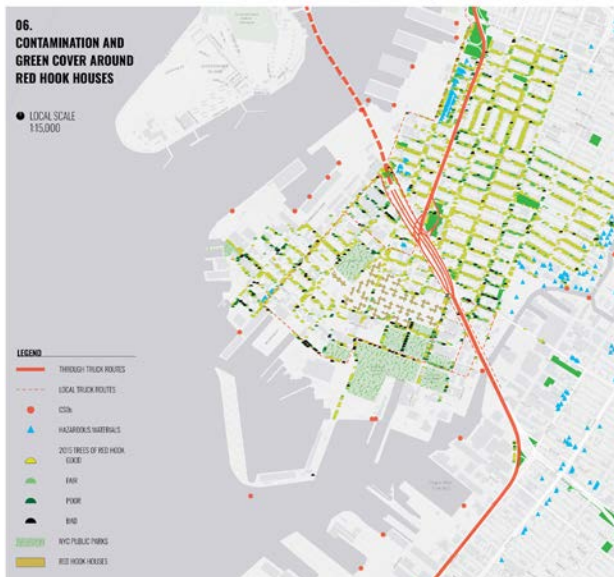 06.
CONTAMINATION AND
GREEN COVER AROUND
RED HOOK HOUSES
LOCAL SCALE
1:15,000
LEGEND
THROUGH TRUCK ROUTES
LOCAL TRUCK ROUTES
CSOs
HAZARDOUS MATERIALS
2015 TREES OF RED HOOK
GOOD
FAIR
POOR
BAD
NYC PUBLIC PARKS
RED HOOK HOUSES